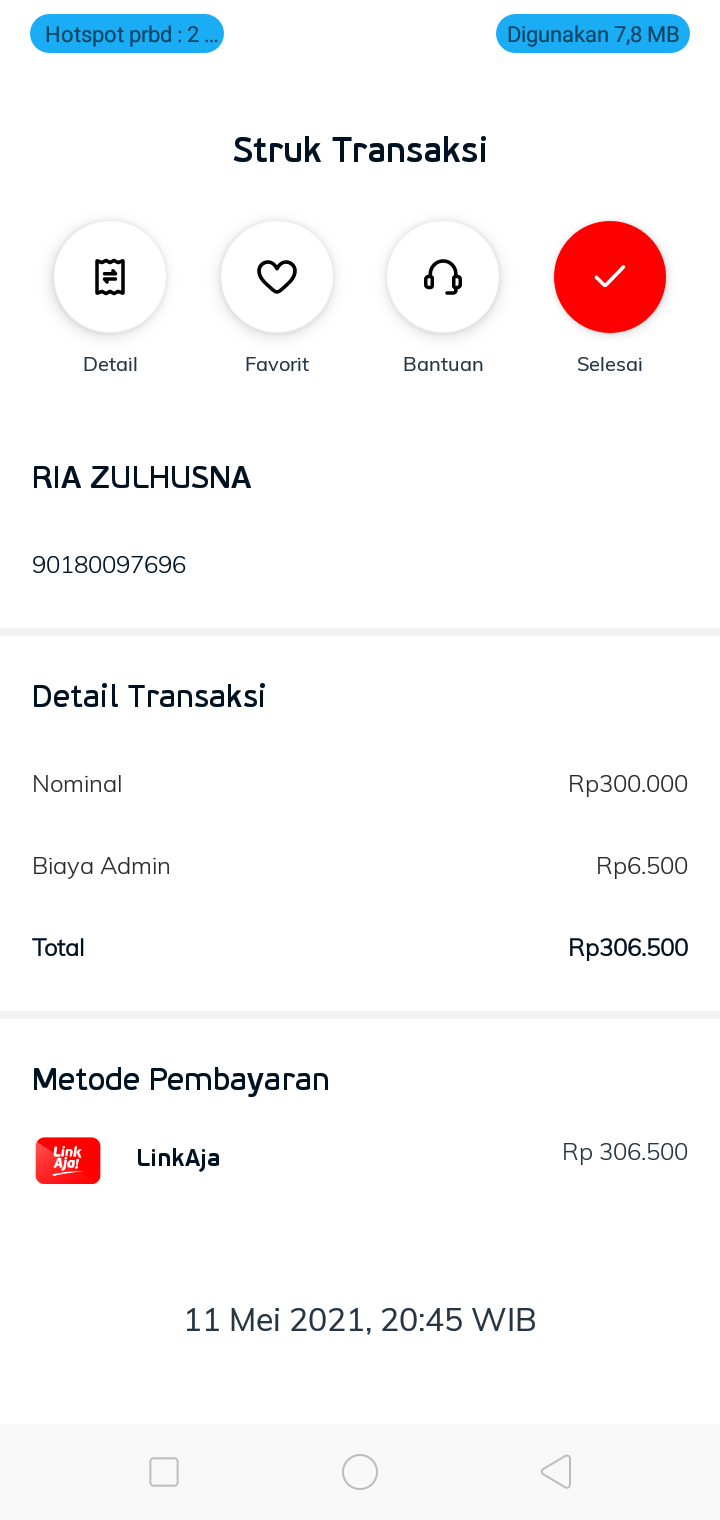 Hotspot prbd : 2 ...
Digunakan 7,8 MB
Struk Transaksi
Detail
Favorit
Bantuan
Selesai
RIA ZULHUSNA
90180097696
Detail Transaksi
Nominal Rp300.000
Biaya Admin Rp6.500
Total Rp306.500
Metode Pembayaran
Link
Aja!
LinkAja Rp 306.500
11 Mei 2021, 20:45 WIB